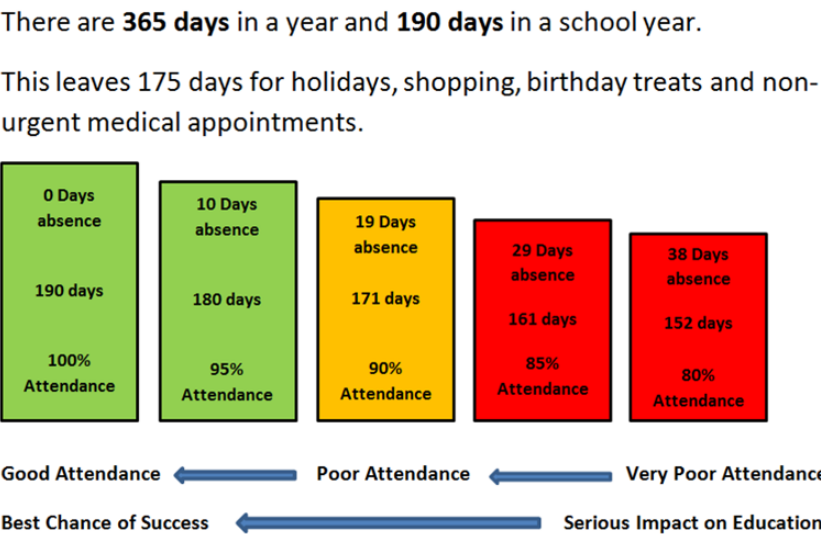 There are 365 days in a year and 190 days in a school year.
This leaves 175 days for holidays, shopping, birthday treats and non-
urgent medical appointments.
0 Days
absence
190 days
100%
Attendance
10 Days
absence
180 days
95%
Attendance
19 Days
absence
171 days
90%
Attendance
29 Days
absence
161 days
85%
Attendance
38 Days
absence
152 days
80%
Attendance
Good Attendance Poor Attendance Very Poor Attendance
Best Chance of Success Serious Impact on Education